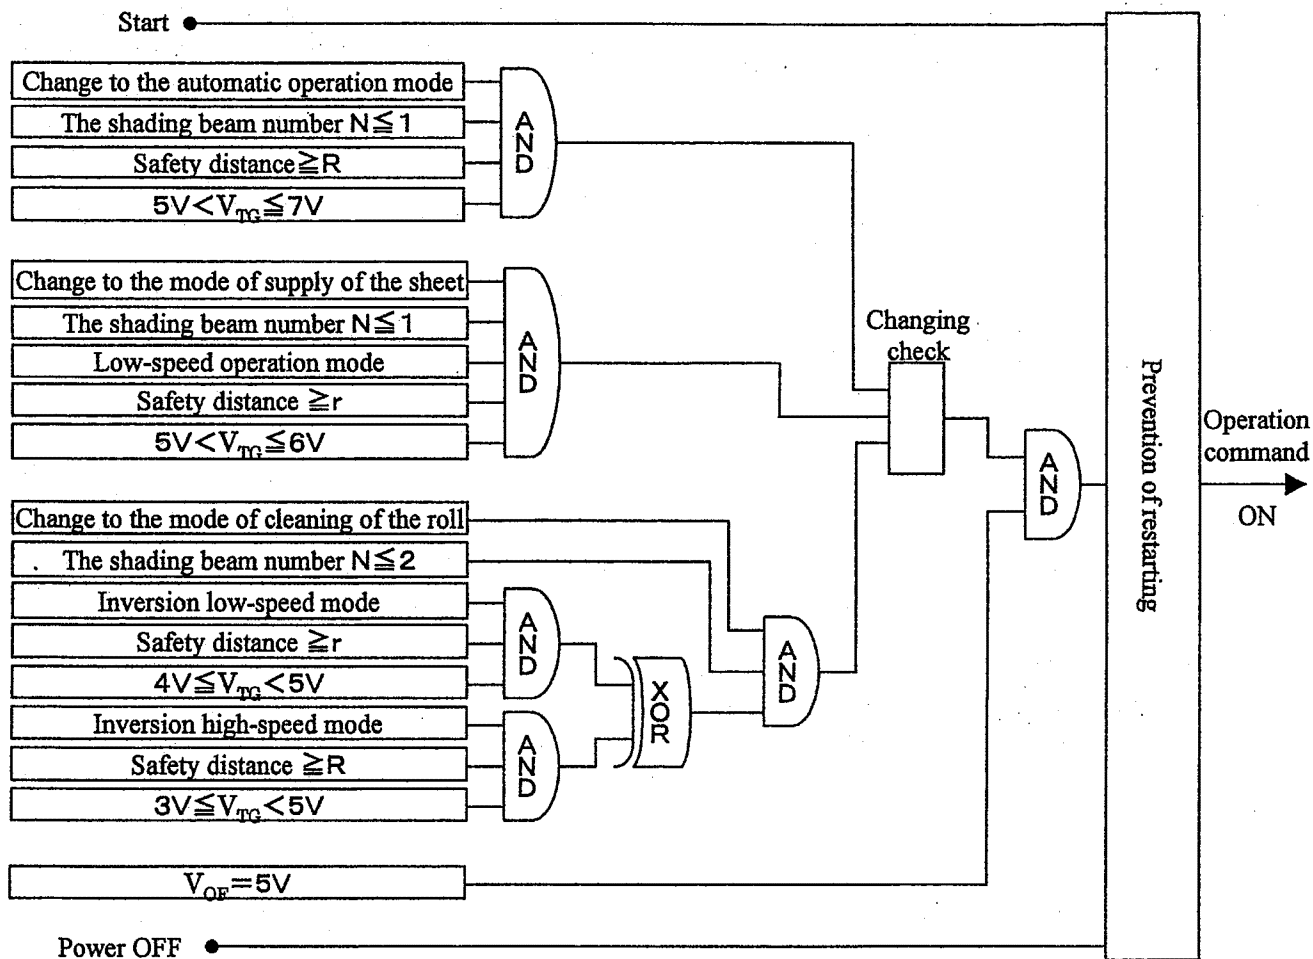 Start
Change to the automatic operation mode
The shading beam number N≦1
Safety distance≧R
5V<V_TG≦7V
AND
Change to the mode of supply of the sheet
The shading beam number N≦1
Low-speed operation mode
Safety distance ≧r
5V<V_TG≦6V
AND
Changing
check
Change to the mode of cleaning of the roll
The shading beam number N≦2
Inversion low-speed mode
Safety distance ≧r
4V≦V_TG<5V
AND
Inversion high-speed mode
Safety distance ≧R
3V≦V_TG<5V
AND
XOR
AND
AND
V_OF=5V
Power OFF
Prevention of restarting
Operation
command
ON